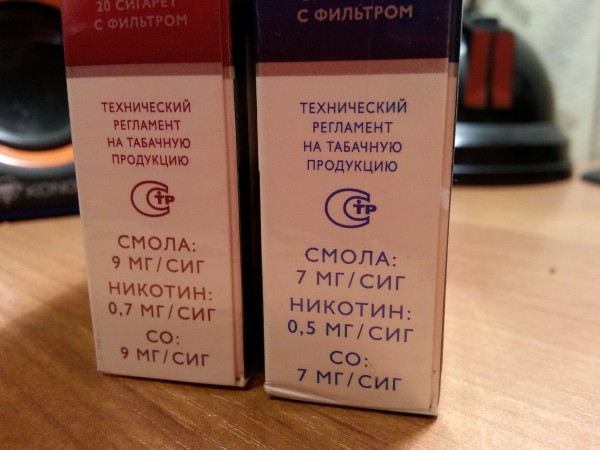 20 СИГАРЕТ
С ФИЛЬТРОМ
ТЕХНИЧЕСКИЙ
РЕГЛАМЕНТ
НА ТАБАЧНУЮ
ПРОДУКЦИЮ
СТР
СМОЛА:
9 МГ/СИГ
НИКОТИН:
0,7 МГ/СИГ
СО:
9 МГ/СИГ
С ФИЛЬТРОМ
ТЕХНИЧЕСКИЙ
РЕГЛАМЕНТ
НА ТАБАЧНУЮ
ПРОДУКЦИЮ
СТР
СМОЛА:
7 МГ/СИГ
НИКОТИН:
0,5 МГ/СИГ
СО:
7 МГ/СИГ